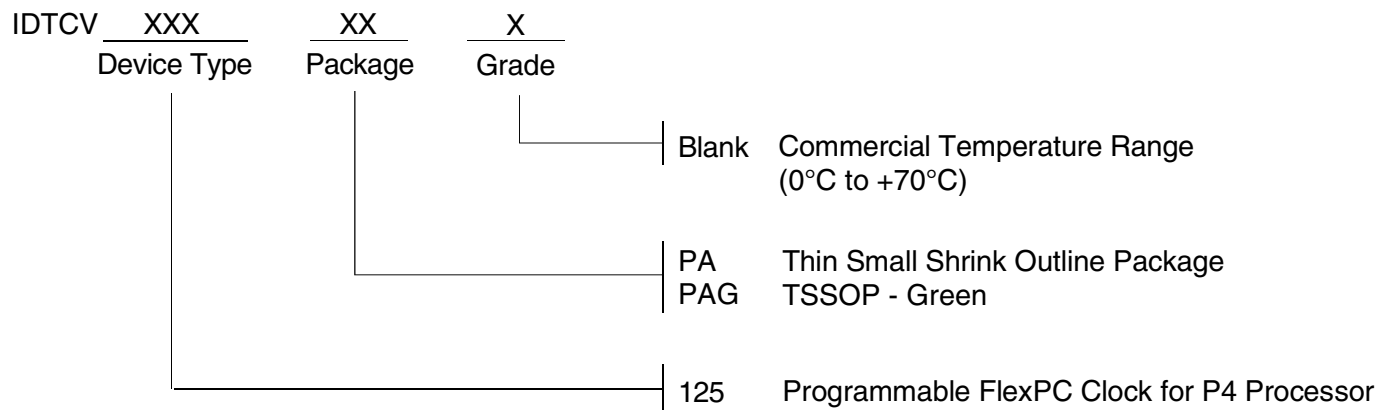 IDTCV XXX XX X
Device Type Package Grade
Blank Commercial Temperature Range
(0°C to +70°C)
PA Thin Small Shrink Outline Package
PAG TSSOP - Green
125 Programmable FlexPC Clock for P4 Processor